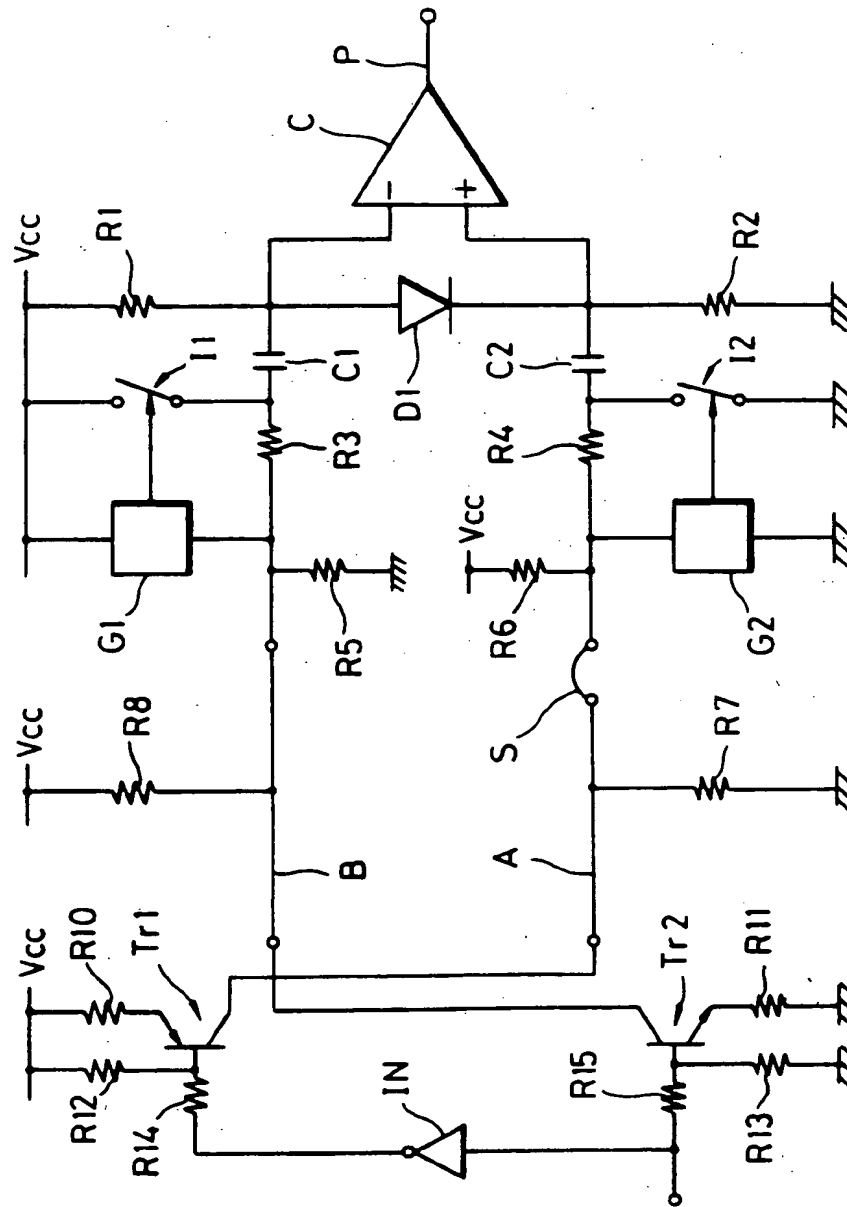 Vcc
R12
R10
Tr1
R14
IN
R15
R13
Tr2
R11
Vcc
R8
B
A
S
R7
Vcc
G1
I1
R1
R5
R3
C1
D1
Vcc
R6
R4
C2
G2
I2
R2
C
-
+
P